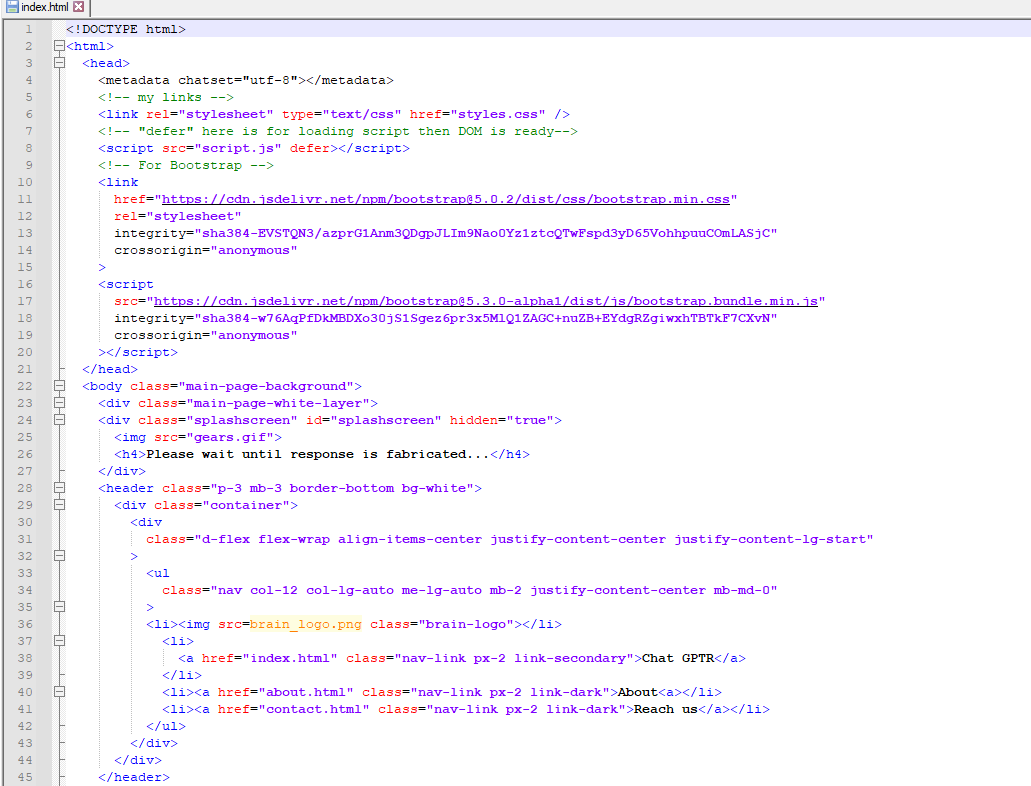 index.html
1 <!DOCTYPE html>
2 <html>
3 <head>
4 <metadata chatset="utf-8"></metadata>
5 <!-- my links -->
6 <link rel="stylesheet" type="text/css" href="styles.css" />
7 <!-- "defer" here is for loading script then DOM is ready-->
8 <script src="script.js" defer></script>
9 <!-- For Bootstrap -->
10 <link
11 href="https://cdn.jsdelivr.net/npm/bootstrap@5.0.2/dist/css/bootstrap.min.css"
12 rel="stylesheet"
13 integrity="sha384-EVSTQN3/azprG1Anm3QDgpJLIm9Nao0Yz1ztcQTwFspd3yD65VohhpuuCOmLASjC"
14 crossorigin="anonymous"
15 >
16 <script
17 src="https://cdn.jsdelivr.net/npm/bootstrap@5.3.0-alpha1/dist/js/bootstrap.bundle.min.js"
18 integrity="sha384-w76AqPfDkMBDXo30jS1Sgez6pr3x5MlQ1ZAGC+nuZB+EYdgRZgiwxhTBTkF7CXvN"
19 crossorigin="anonymous"
20 ></script>
21 </head>
22 <body class="main-page-background">
23 <div class="main-page-white-layer">
24 <div class="splashscreen" id="splashscreen" hidden="true">
25 <img src="gears.gif">
26 <h4>Please wait until response is fabricated...</h4>
27 </div>
28 <header class="p-3 mb-3 border-bottom bg-white">
29 <div class="container">
30 <div
31 class="d-flex flex-wrap align-items-center justify-content-center justify-content-lg-start"
32 >
33 <ul
34 class="nav col-12 col-lg-auto me-lg-auto mb-2 justify-content-center mb-md-0"
35 >
36 <li><img src=brain_logo.png class="brain-logo"></li>
37 <li>
38 <a href="index.html" class="nav-link px-2 link-secondary">Chat GPTR</a>
39 </li>
40 <li><a href="about.html" class="nav-link px-2 link-dark">About<a></li>
41 <li><a href="contact.html" class="nav-link px-2 link-dark">Reach us</a></li>
42 </ul>
43 </div>
44 </div>
45 </header>